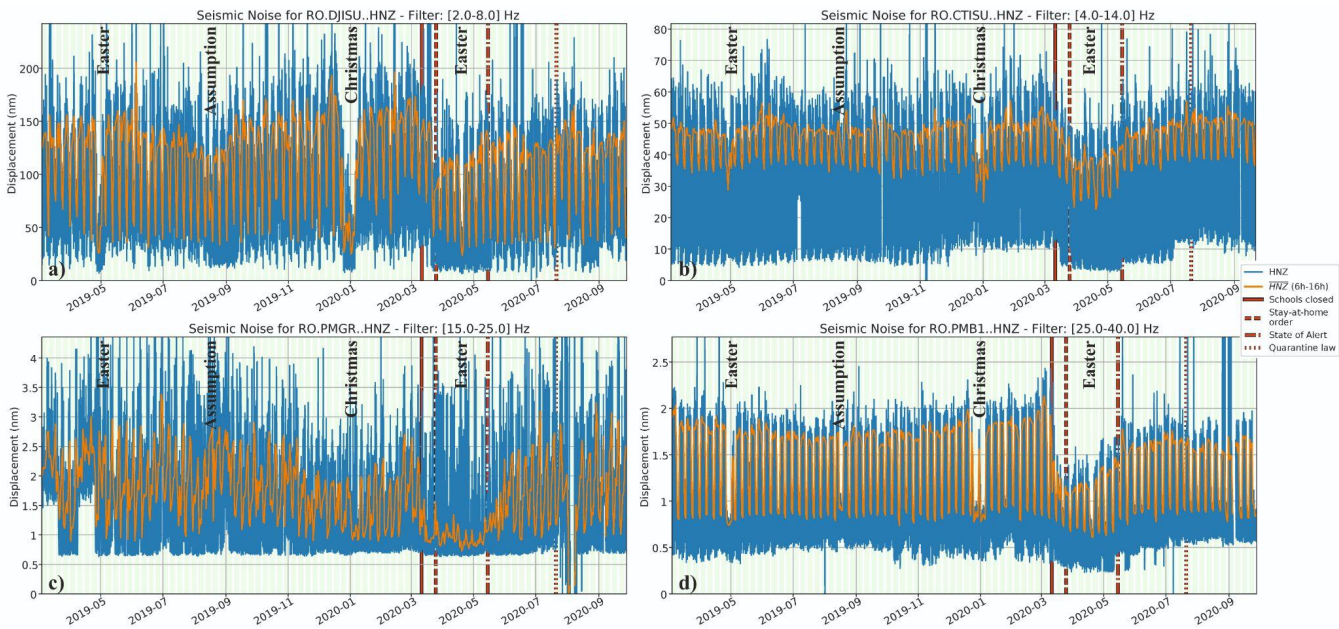 Seismic Noise for RO.DJISU..HNZ - Filter: [2.0-8.0] Hz
Displacement (nm)
200
150
100
50
0
Easter
Assumption
Christmas
Easter
a)
2019-05
2019-07
2019-09
2019-11
2020-01
2020-03
2020-05
2020-07
2020-09
Seismic Noise for RO.CTISU..HNZ - Filter: [4.0-14.0] Hz
Displacement (nm)
80
70
60
50
40
30
20
10
0
Easter
Assumption
Christmas
Easter
b)
2019-05
2019-07
2019-09
2019-11
2020-01
2020-03
2020-05
2020-07
2020-09
HNZ
HNZ (6h-16h)
Schools closed
Stay-at-home
order
State of Alert
Quarantine law
Seismic Noise for RO.PMGR..HNZ - Filter: [15.0-25.0] Hz
Displacement (nm)
4
3.5
3
2.5
2
1.5
1
0.5
0
Easter
Assumption
Christmas
Easter
c)
2019-05
2019-07
2019-09
2019-11
2020-01
2020-03
2020-05
2020-07
2020-09
Seismic Noise for RO.PMB1..HNZ - Filter: [25.0-40.0] Hz
Displacement (nm)
2.5
2
1.5
1
0.5
0
Easter
Assumption
Christmas
Easter
d)
2019-05
2019-07
2019-09
2019-11
2020-01
2020-03
2020-05
2020-07
2020-09